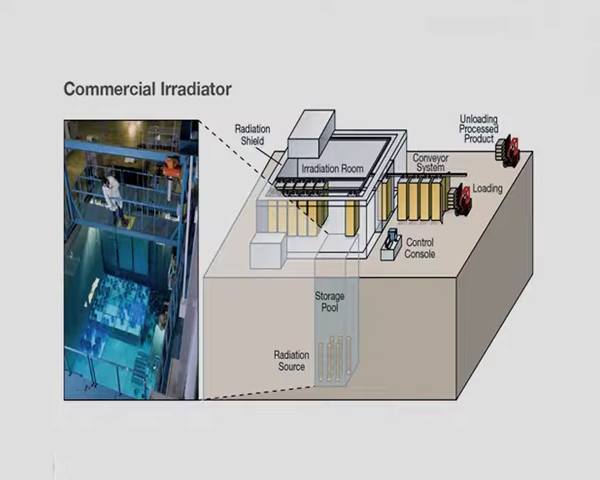 Commercial Irradiator
Radiation
Shield
Irradiation Room
Unloading
Processed
Product
Conveyor
System
Loading
Control
Console
Storage
Pool
Radiation
Source